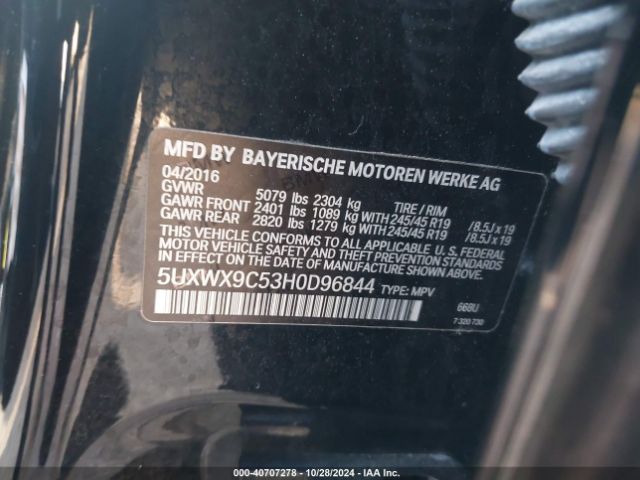 MFD BY BAYERISCHE MOTOREN WERKE AG
04/2016
GVWR 5079 lbs 2304 kg TIRE / RIM
GAWR FRONT 2401 lbs 1089 kg WITH 245/45 R19 /8.5J x 19
GAWR REAR 2820 lbs 1279 kg WITH 245/45 R19 /8.5J x 19
THIS VEHICLE CONFORMS TO ALL APPLICABLE U. S. FEDERAL
MOTOR VEHICLE SAFETY AND THEFT PREVENTION STANDARDS
IN EFFECT ON THE DATE OF MANUFACTURE SHOWN ABOVE.
5UXWX9C53H0D96844 TYPE: MPV
668U
7 320 730
000-40707278 | 10/28/2024 | IAA Inc.